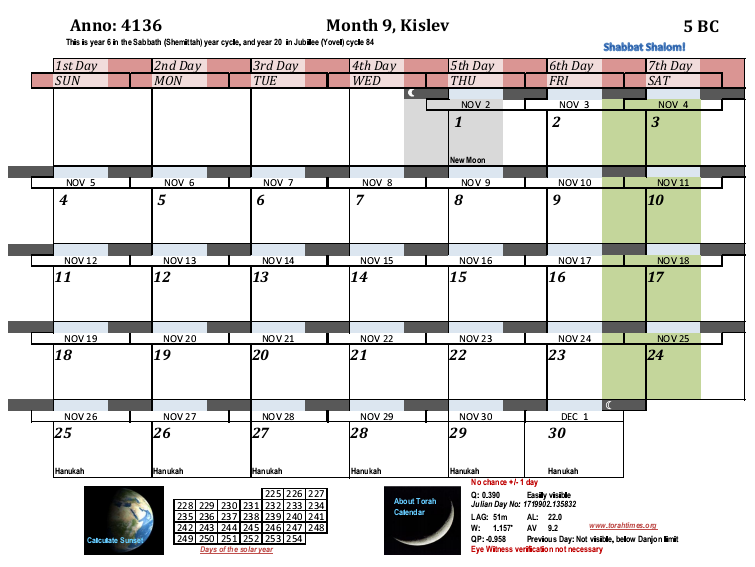 Anno: 4136 Month 9, Kislev 5 BC
This is year 6 in the Sabbath (Shemittah) year cycle, and year 20 in Jubilee (Yovel) cycle 84
Shabbat Shalom!
1st Day 2nd Day 3rd Day 4th Day 5th Day 6th Day 7th Day
SUN MON TUE WED THU FRI SAT
NOV 2 NOV 3 NOV 4
1 2 3
New Moon
NOV 5 NOV 6 NOV 7 NOV 8 NOV 9 NOV 10 NOV 11
4 5 6 7 8 9 10
NOV 12 NOV 13 NOV 14 NOV 15 NOV 16 NOV 17 NOV 18
11 12 13 14 15 16 17
NOV 19 NOV 20 NOV 21 NOV 22 NOV 23 NOV 24 NOV 25
18 19 20 21 22 23 24
NOV 26 NOV 27 NOV 28 NOV 29 NOV 30 DEC 1
25 26 27 28 29 30
Hanukah Hanukah Hanukah Hanukah Hanukah Hanukah
Calculate Sunset
225 226 227
228 229 230 231 232 233 234
235 236 237 238 239 240 241
242 243 244 245 246 247 248
249 250 251 252 253 254
Days of the solar year
About Torah
Calendar
No chance +/- 1 day
Q: 0.390 Easily visible
Julian Day No: 1719902.135832
LAG: 51m AL: 22.0
W: 1.157' AV 9.2
www.torahtimes.org
QP: -0.958 Previous Day: Not visible, below Danjon limit
Eye Witness verification not necessary